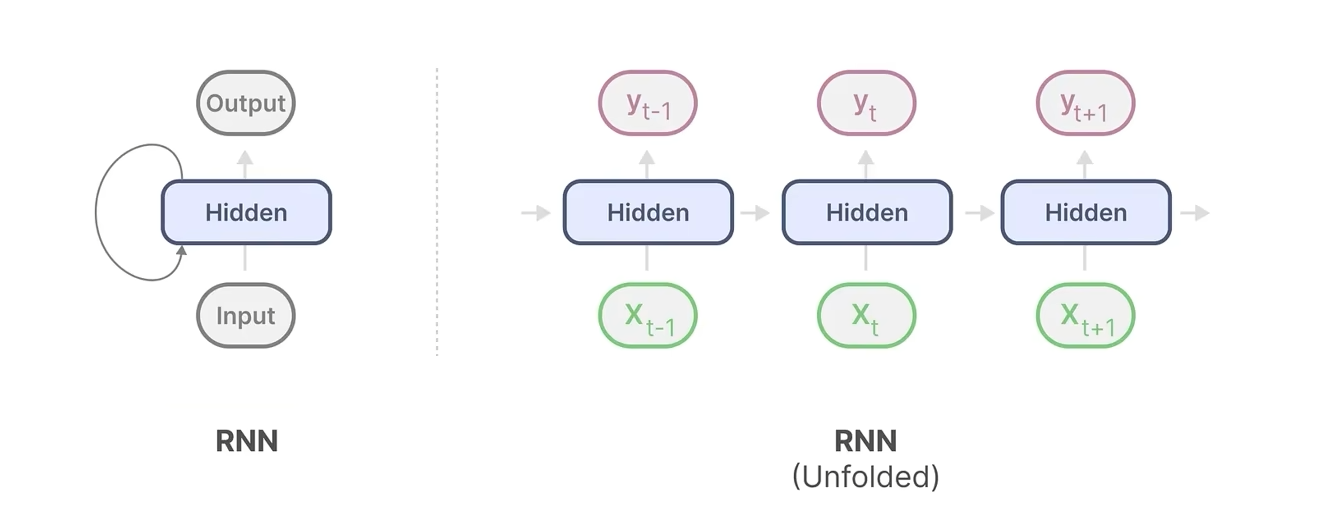 Output
Hidden
Input
RNN
y t-1
y t
y t+1
Hidden
Hidden
Hidden
X t-1
X t
X t+1
RNN
(Unfolded)